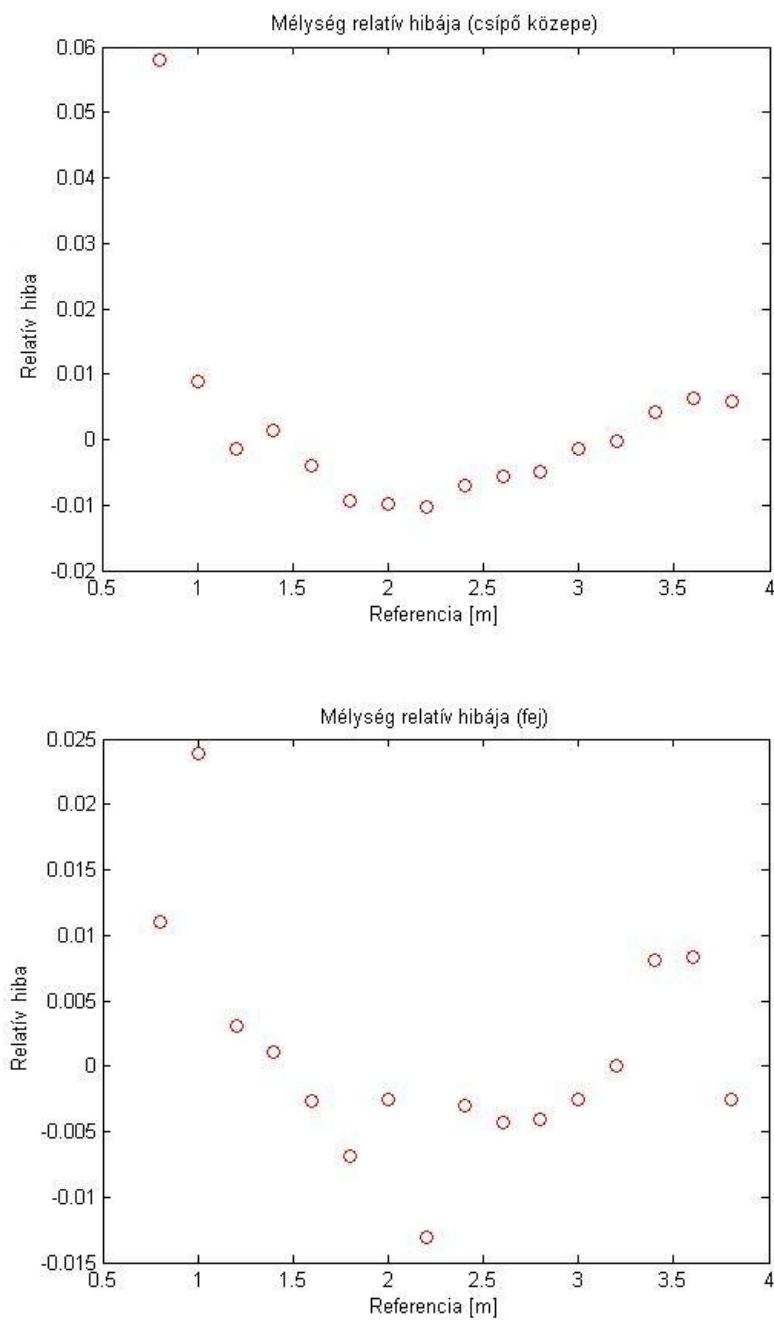 Mélység relatív hibája (csípő közepe)
0.06
0.05
0.04
0.03
0.02
0.01
0
-0.01
-0.02
Relatív hiba
0.5 1 1.5 2 2.5 3 3.5 4
Referencia [m]
Mélység relatív hibája (fej)
0.025
0.02
0.015
0.01
0.005
0
-0.005
-0.01
-0.015
Relatív hiba
0.5 1 1.5 2 2.5 3 3.5 4
Referencia [m]